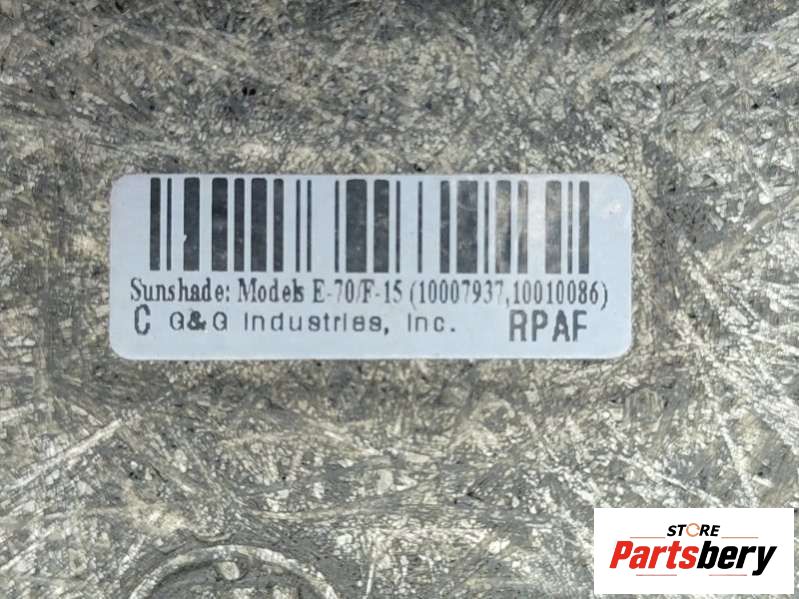 Sunshade: Models E-70/F-15 (10007937,10010086)
C G&G Industries, Inc. RPAF
STORE
Partsbery